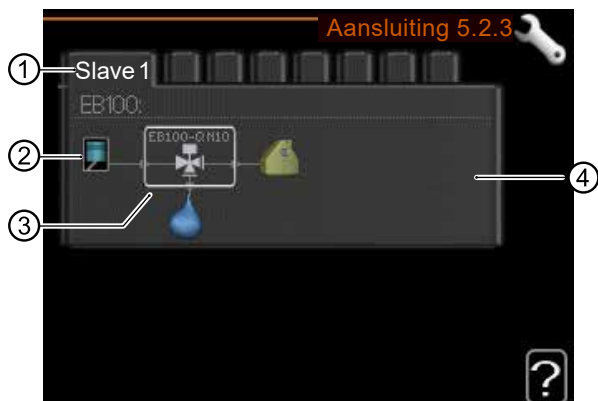 Aansluiting 5.2.3
1
Slave 1
EB100:
2
EB100-QN10
3
4
?